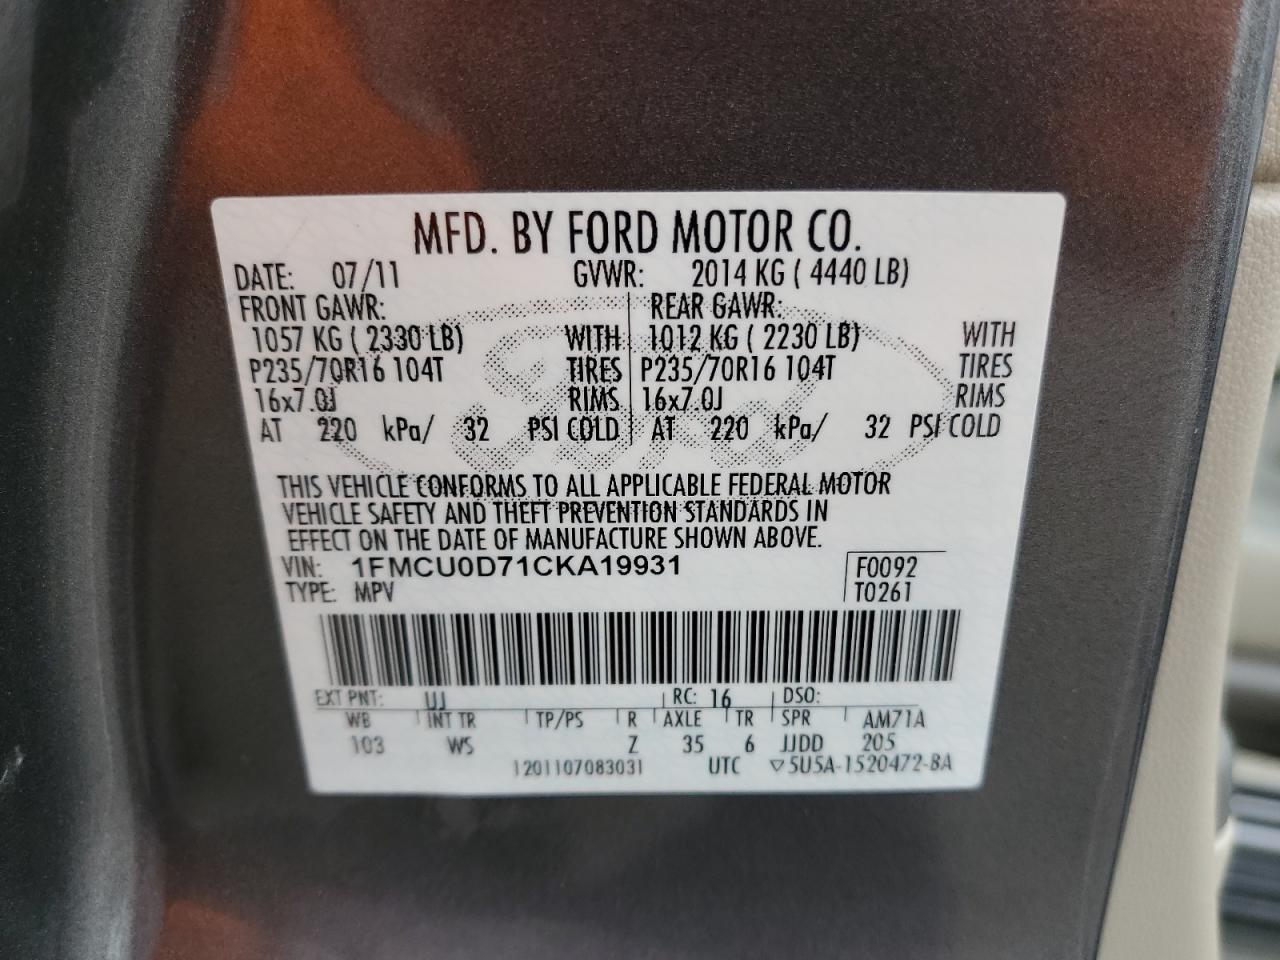 MFD. BY FORD MOTOR CO.
DATE: 07/11 GVWR: 2014 KG ( 4440 LB)
FRONT GAWR: REAR GAWR:
1057 KG ( 2330 LB) WITH 1012 KG ( 2230 LB) WITH
P235/70R16 104T TIRES P235/70R16 104T TIRES
16x7.0J RIMS 16x7.0J RIMS
AT 220 kPa/ 32 PSI COLD AT 220 kPa/ 32 PSI COLD
THIS VEHICLE CONFORMS TO ALL APPLICABLE FEDERAL MOTOR
VEHICLE SAFETY AND THEFT PREVENTION STANDARDS IN
EFFECT ON THE DATE OF MANUFACTURE SHOWN ABOVE.
VIN: 1FMCU0D71CKA19931 F0092
TYPE: MPV T0261
EXT PNT: UJ RC: 16 DSO:
WB INT TR TP/PS R AXLE TR SPR AM71A
103 WS Z 35 6 JJDD 205
1201107083031 UTC ▽5U5A-1520472-BA
Ford